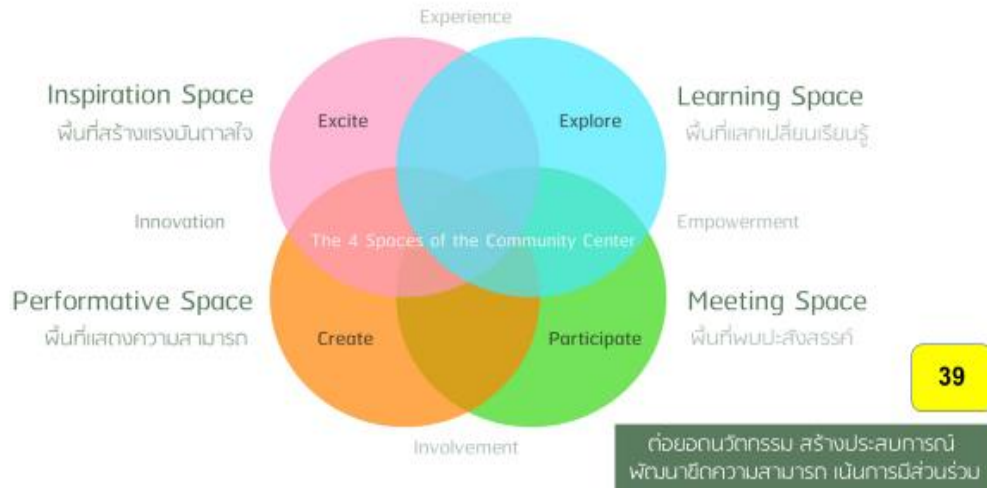 Experience
Inspiration Space
พื้นที่สร้างแรงบันดาลใจ
Excite
Explore
Learning Space
พื้นที่แลกเปลี่ยนเรียนรู้
Innovation
Empowerment
The 4 Spaces of the Community Center
Performative Space
พื้นที่แสดงความสามารถ
Create
Participate
Meeting Space
พื้นที่พบปะสังสรรค์
39
Involvement
ต่อยอดนวัตกรรม สร้างประสบการณ์
พัฒนาขีดความสามารถ เน้นการมีส่วนร่วม